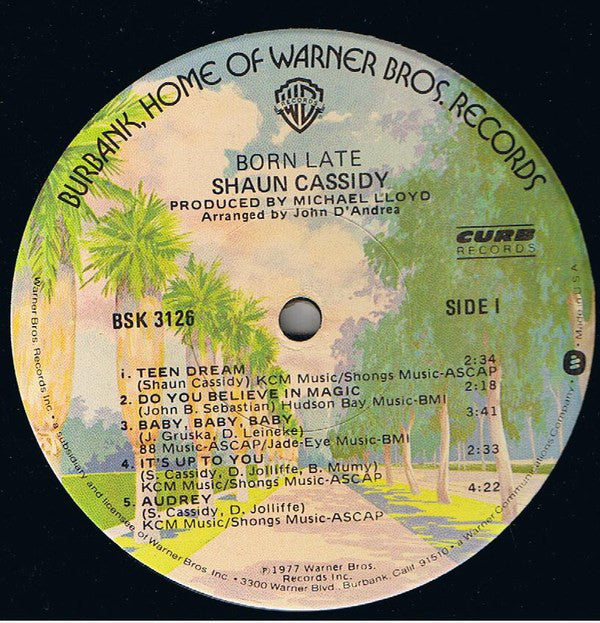 BURBANK, HOME OF WARNER BROS. RECORDS
RECORDS
BORN LATE
SHAUN CASSIDY
PRODUCED BY MICHAEL LLOYD
Arranged by John D'Andrea
CURB
RECORDS
BSK 3126
SIDE I
1. TEEN DREAM 2:34
(Shaun Cassidy) KCM Music/Shongs Music-ASCAP
2. DO YOU BELIEVE IN MAGIC 2:18
(John B. Sebastian) Hudson Bay Music-BMI
3. BABY, BABY, BABY 3:41
(J. Gruska, D. Leineke)
88 Music-ASCAP/Jade-Eye Music-BMI
4. IT'S UP TO YOU 2:33
(S. Cassidy, D. Jolliffe, B. Mumy)
KCM Music/Shongs Music-ASCAP
5. AUDREY 4:22
(S. Cassidy, D. Jolliffe)
KCM Music/Shongs Music-ASCAP
℗1977 Warner Bros.
Records Inc.
Warner Bros. Records Inc. • a subsidiary and licensee of Warner Bros. Inc. • 3300 Warner Blvd., Burbank, Calif. 91510 • a Warner Communications Company • Made in U.S.A.